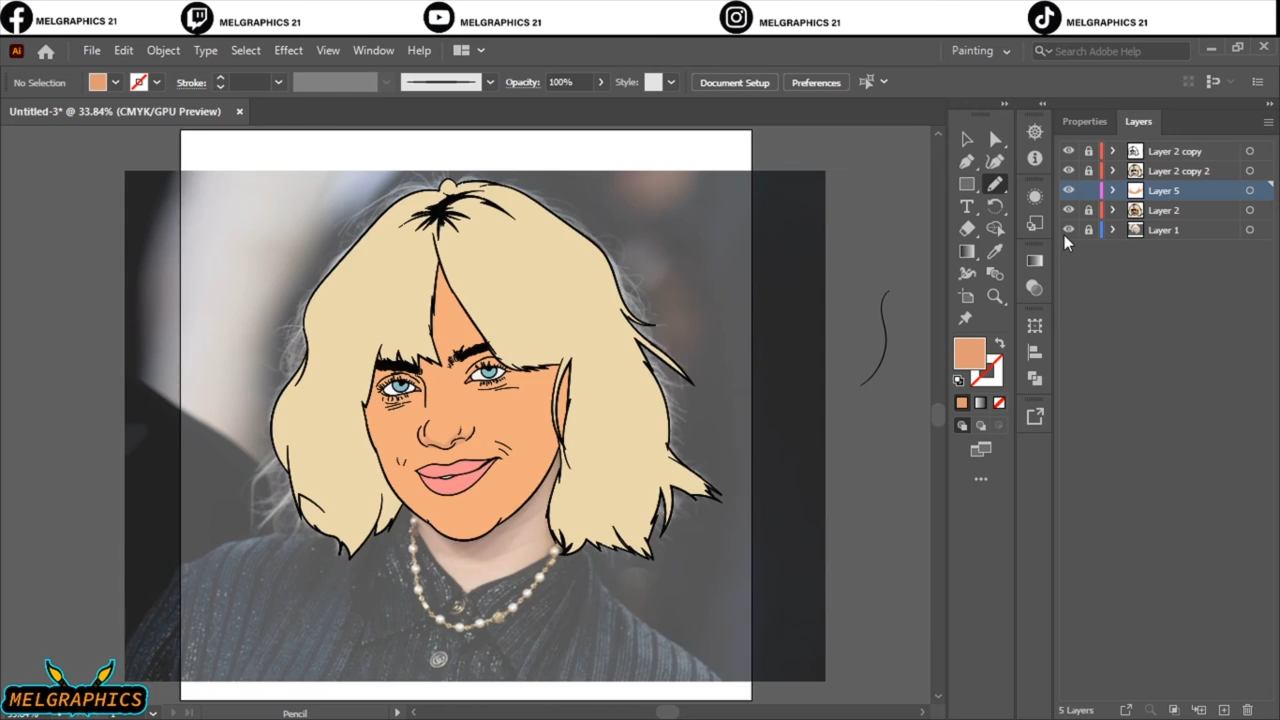 MELGRAPHICS 21 MELGRAPHICS 21 MELGRAPHICS 21 MELGRAPHICS 21 MELGRAPHICS 21
Ai File Edit Object Type Select Effect View Window Help Painting Search Adobe Help
No Selection Stroke: Opacity: 100% Style: Document Setup Preferences
Untitled-3* @ 33.84% (CMYK/GPU Preview) Properties Layers
Layer 2 copy
Layer 2 copy 2
Layer 5
Layer 2
Layer 1
MELGRAPHICS
Pencil 5 Layers